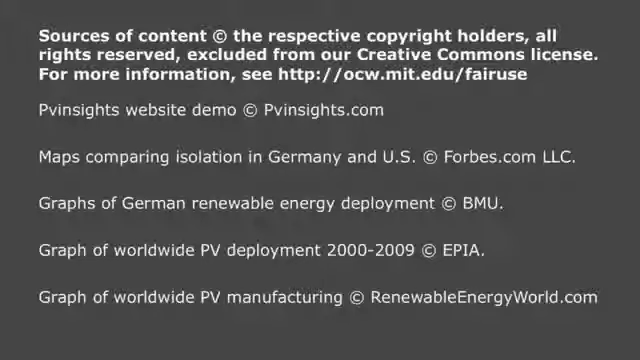 Sources of content © the respective copyright holders, all
rights reserved, excluded from our Creative Commons license.
For more information, see http://ocw.mit.edu/fairuse
Pvinsights website demo © Pvinsights.com
Maps comparing isolation in Germany and U.S. © Forbes.com LLC.
Graphs of German renewable energy deployment © BMU.
Graph of worldwide PV deployment 2000-2009 © EPIA.
Graph of worldwide PV manufacturing © RenewableEnergyWorld.com